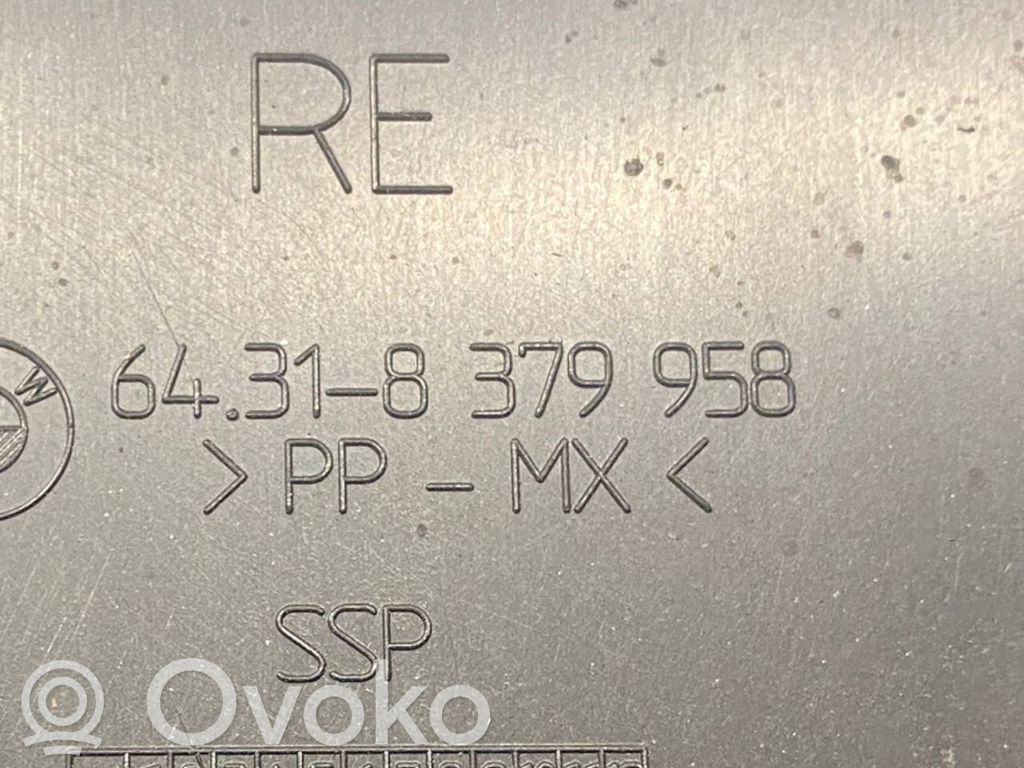 RE
W
64.31-8 379 958
>PP-MX<
SSP
Ovoko